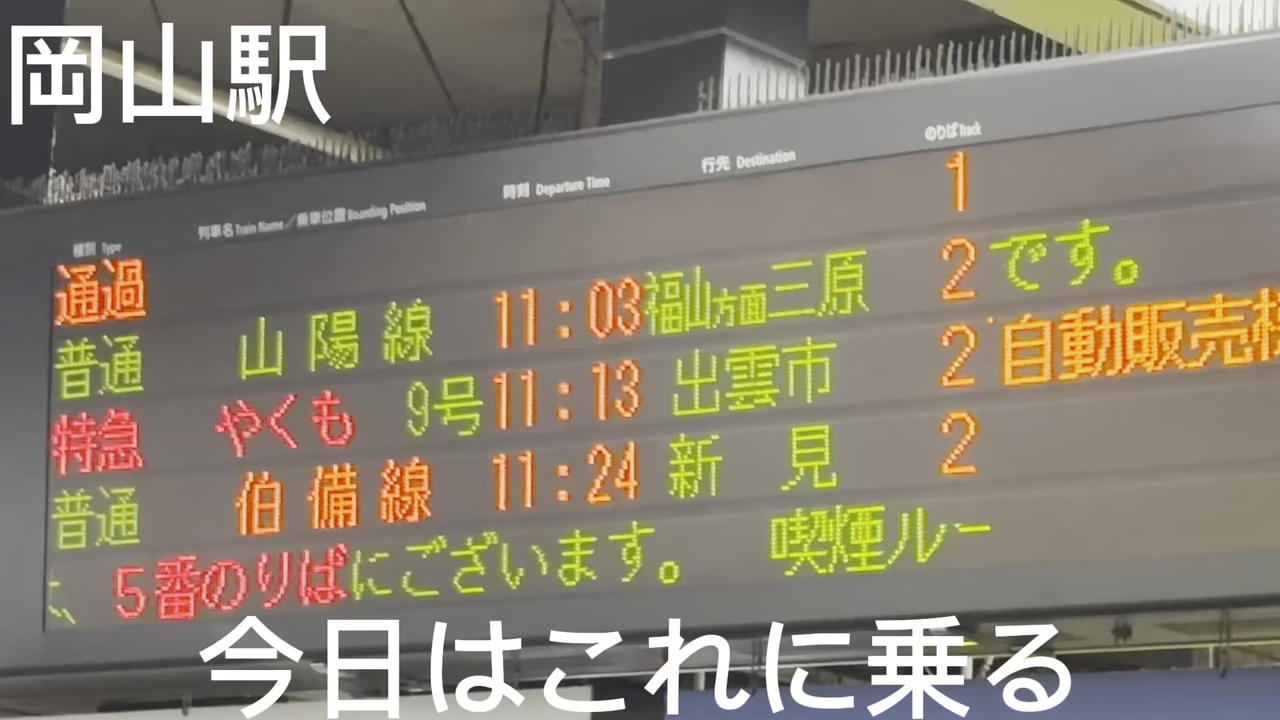 岡山駅
種別 Type 列車名 Train Name／乗車位置 Boarding Position 時刻 Departure Time 行先 Destination のりば Track
通過 1
普通 山陽線 11:03 福山方面三原 2 です。
特急 やくも 9号 11:13 出雲市 2 自動販売機
普通 伯備線 11:24 新見 2
は、5番のりばにございます。 喫煙ルー
今日はこれに乗る